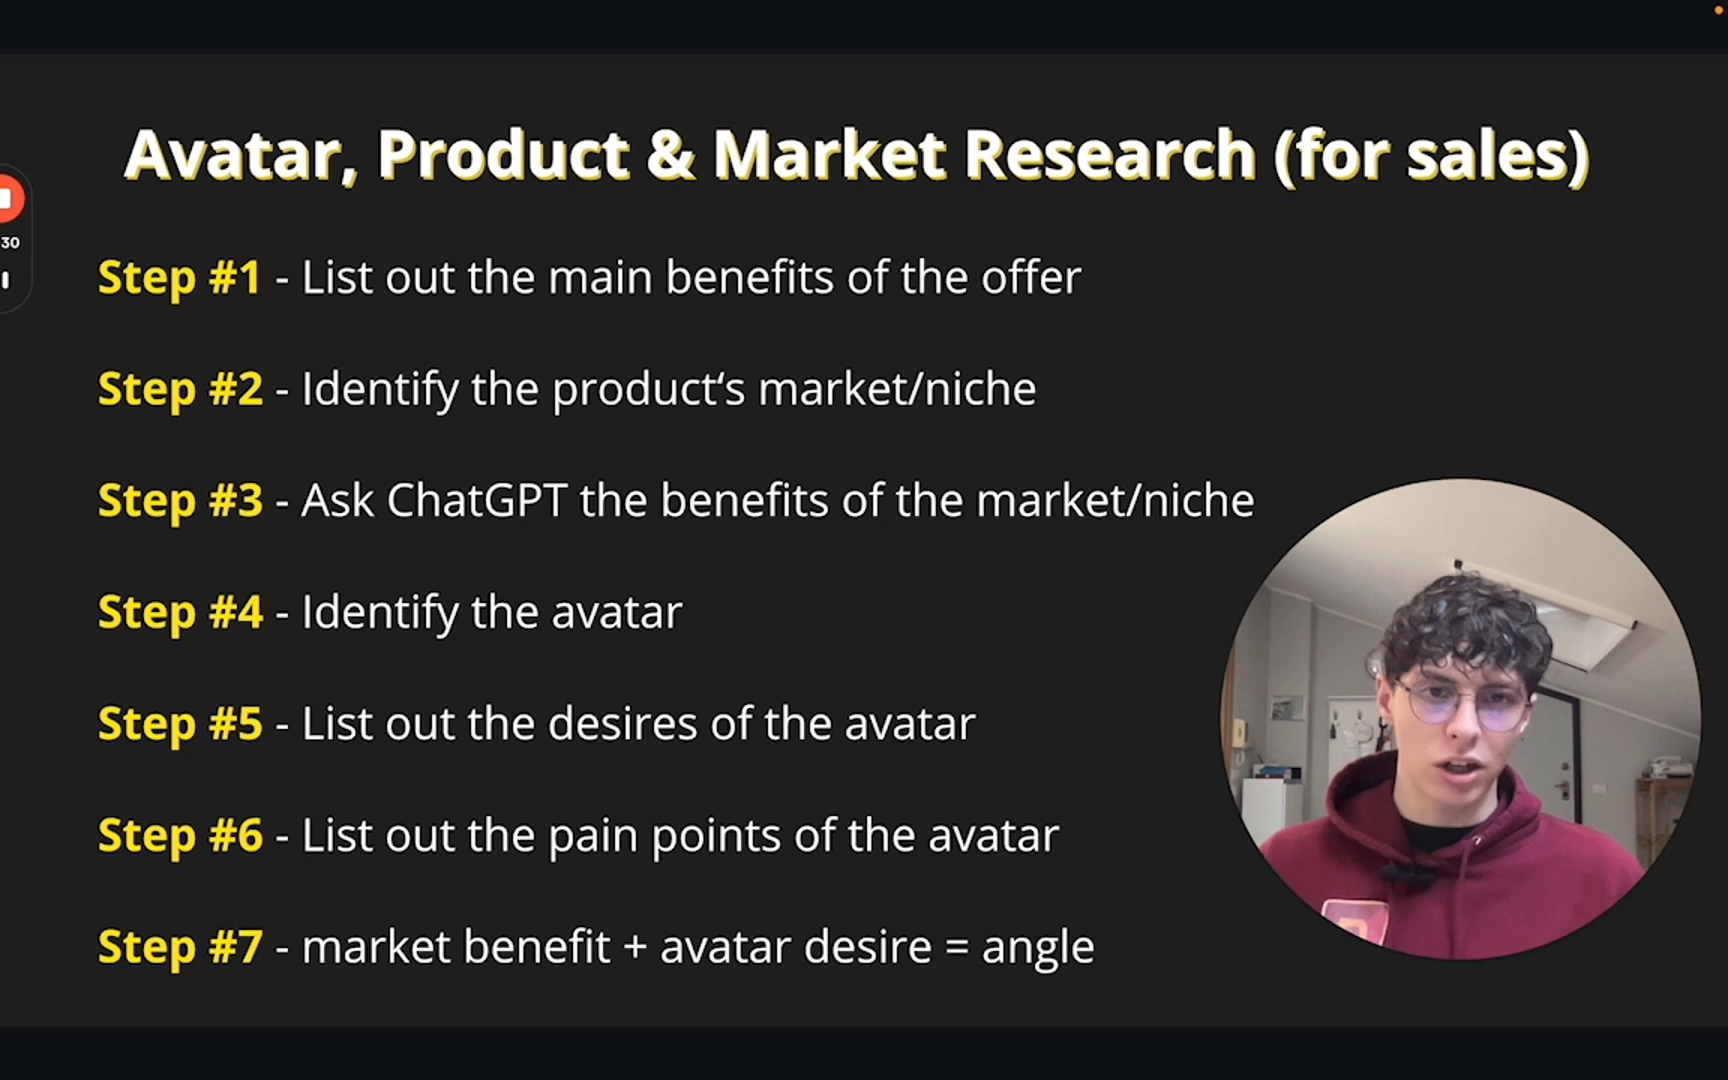 Avatar, Product & Market Research (for sales)
30
Step #1 - List out the main benefits of the offer
Step #2 - Identify the product‘s market/niche
Step #3 - Ask ChatGPT the benefits of the market/niche
Step #4 - Identify the avatar
Step #5 - List out the desires of the avatar
Step #6 - List out the pain points of the avatar
Step #7 - market benefit + avatar desire = angle